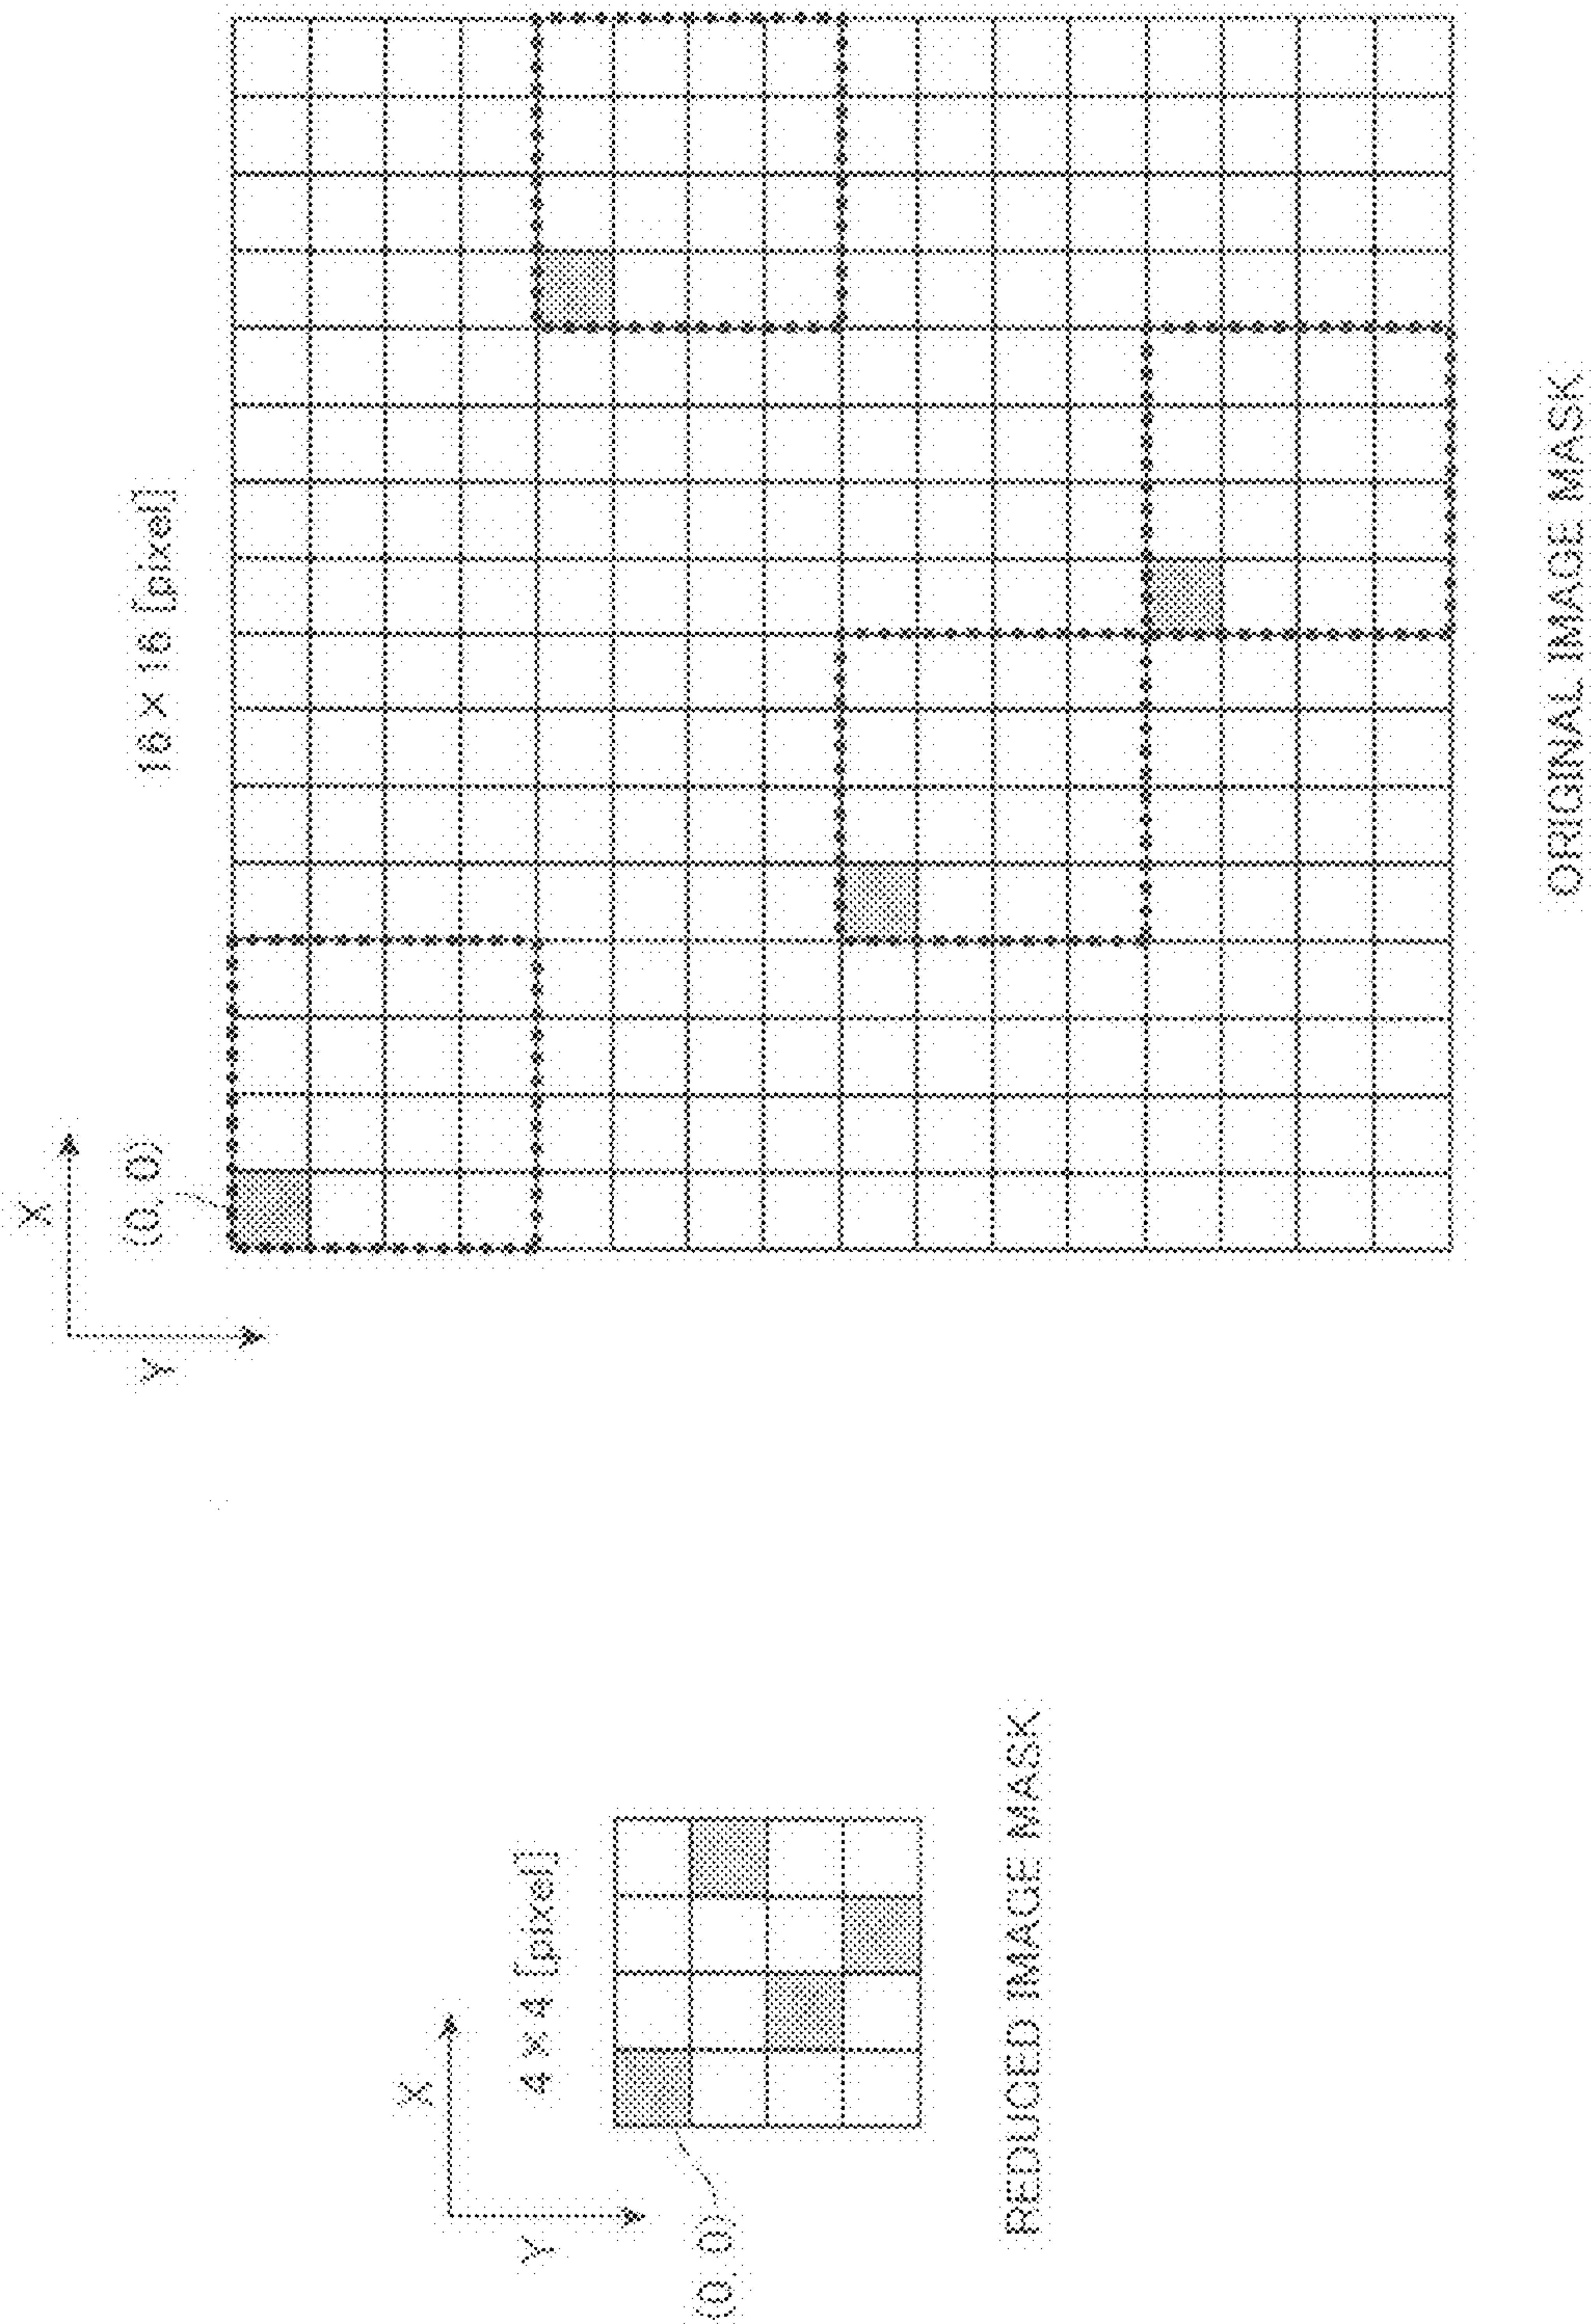 X
Y
4×4 [pixel]
(0, 0)
REDUCED IMAGE MASK
X
Y
(0, 0)
16×16 [pixel]
ORIGINAL IMAGE MASK